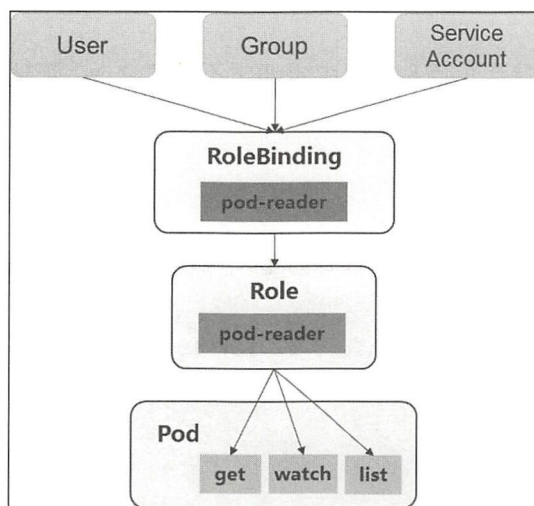 User
Group
Service
Account
RoleBinding
pod-reader
Role
pod-reader
Pod
get
watch
list